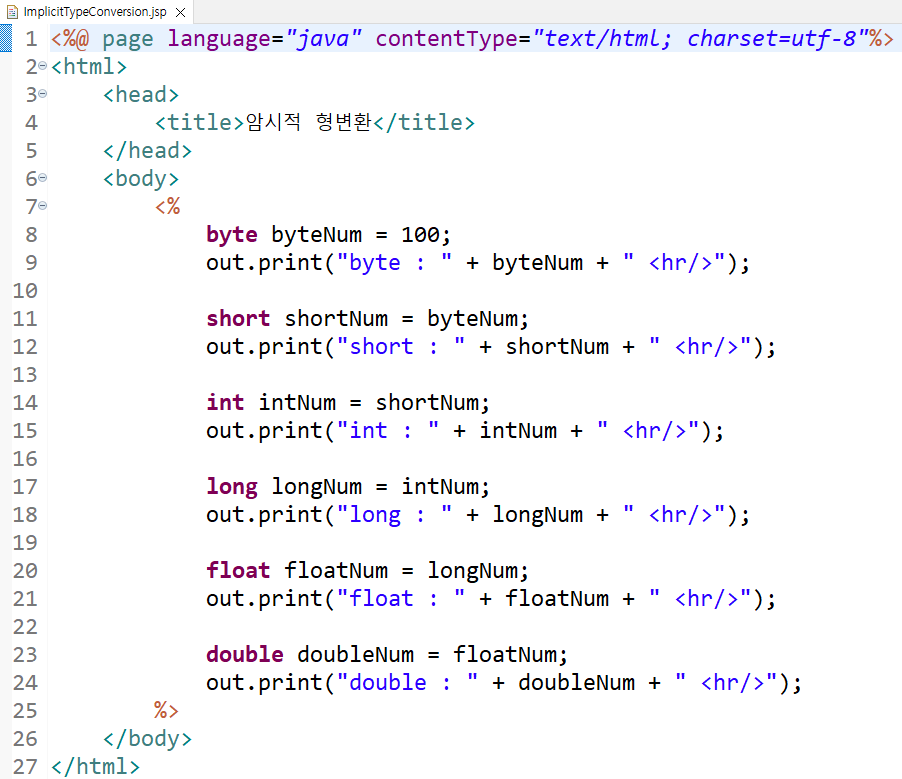 ImplicitTypeConversion.jsp
1 <%@ page language="java" contentType="text/html; charset=utf-8"%>
2 <html>
3     <head>
4         <title>암시적 형변환</title>
5     </head>
6     <body>
7         <%
8             byte byteNum = 100;
9             out.print("byte : " + byteNum + " <hr/>");
10
11             short shortNum = byteNum;
12             out.print("short : " + shortNum + " <hr/>");
13
14             int intNum = shortNum;
15             out.print("int : " + intNum + " <hr/>");
16
17             long longNum = intNum;
18             out.print("long : " + longNum + " <hr/>");
19
20             float floatNum = longNum;
21             out.print("float : " + floatNum + " <hr/>");
22
23             double doubleNum = floatNum;
24             out.print("double : " + doubleNum + " <hr/>");
25         %>
26     </body>
27 </html>